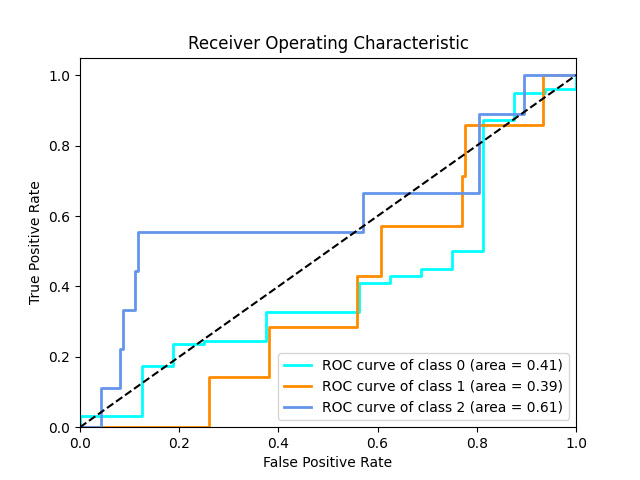 Receiver Operating Characteristic
True Positive Rate
1.0
0.8
0.6
0.4
0.2
0.0
ROC curve of class 0 (area = 0.41)
ROC curve of class 1 (area = 0.39)
ROC curve of class 2 (area = 0.61)
0.0 0.2 0.4 0.6 0.8 1.0
False Positive Rate